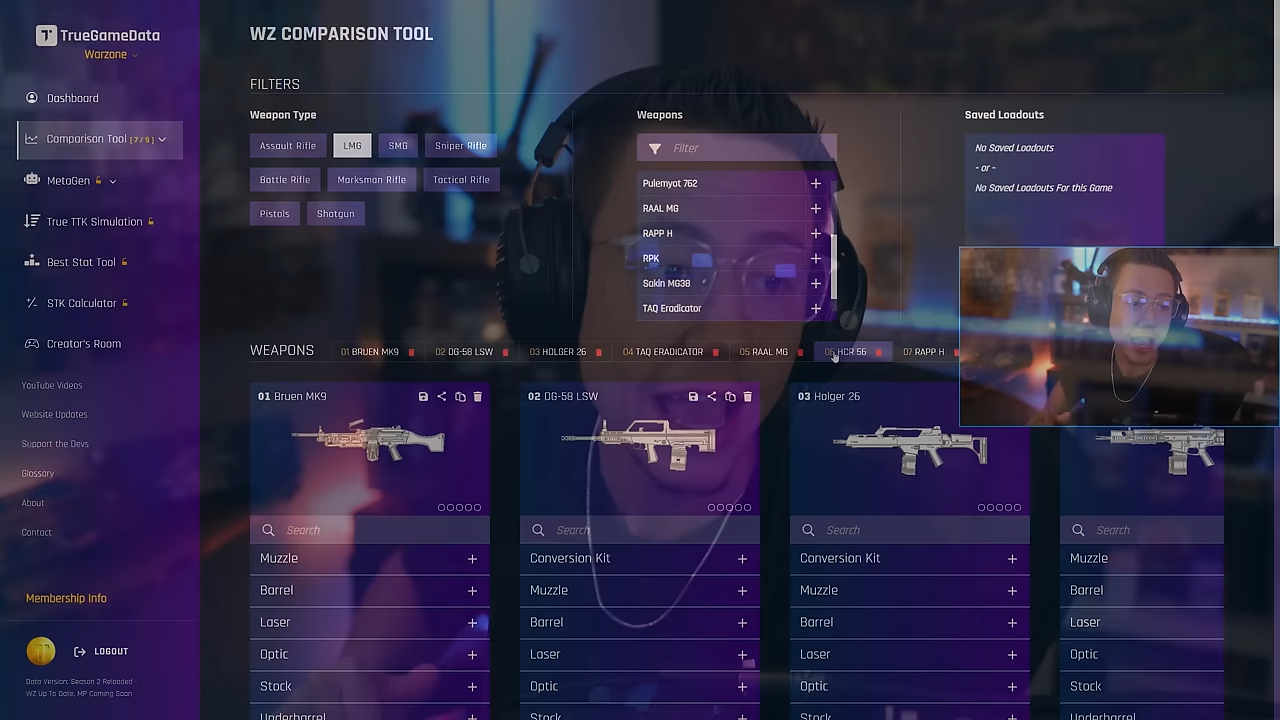 TrueGameData
Warzone
Dashboard
Comparison Tool [7/9]
MetaGen
True TTK Simulation
Best Stat Tool
STK Calculator
Creator's Room
YouTube Videos
Website Updates
Support the Devs
Glossary
About
Contact
Membership Info
LOGOUT
Data Version: Season 2 Reloaded -
WZ Up To Date, MP Coming Soon
WZ COMPARISON TOOL
FILTERS
Weapon Type
Assault Rifle
LMG
SMG
Sniper Rifle
Battle Rifle
Marksman Rifle
Tactical Rifle
Pistols
Shotgun
Weapons
Filter
Pulemyot 762
RAAL MG
RAPP H
RPK
Sakin MG38
TAQ Eradicator
Saved Loadouts
No Saved Loadouts
- or -
No Saved Loadouts For this Game
WEAPONS
01 BRUEN MK9
02 DG-58 LSW
03 HOLGER 26
04 TAQ ERADICATOR
05 RAAL MG
06 HCR 56
07 RAPP H
01 Bruen MK9
Search
Muzzle
Barrel
Laser
Optic
Stock
Underbarrel
02 DG-58 LSW
Search
Conversion Kit
Muzzle
Barrel
Laser
Optic
Stock
03 Holger 26
Search
Conversion Kit
Muzzle
Barrel
Laser
Optic
Stock
Search
Muzzle
Barrel
Laser
Optic
Stock
Underbarrel